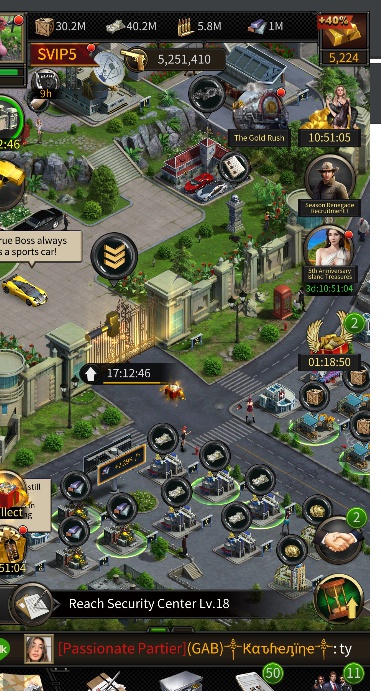 30.2M 40.2M 5.8M 1M +40%
SVIP5 5,251,410 5,224
9h
2:46
The Gold Rush 10:51:05
Season Renegade
Recruitment I
rue Boss always
s a sports car!
5th Anniversary
Island Treasures
3d:10:51:04
2
01:18:50
17:12:46
still
llect
2
51:04
Reach Security Center Lv.18
[Passionate Partier](GAB)⸸Kατhεηįηe⸸: ty
50
11